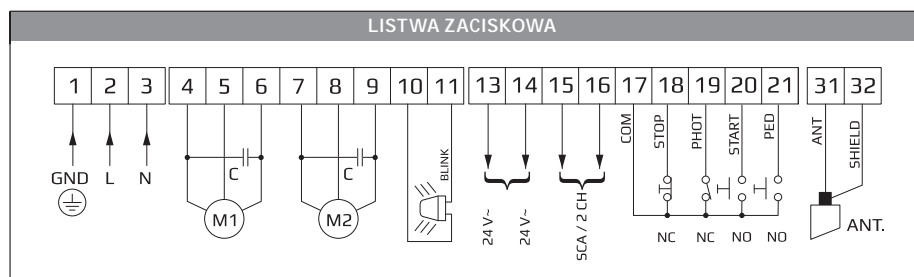 LISTWA ZACISKOWA
1 2 3 4 5 6 7 8 9 10 11 13 14 15 16 17 18 19 20 21 31 32
GND L N
C
M1
C
M2
BLINK
24 V~
24 V~
SCA / 2 CH
COM
STOP
PHOT
START
PED
NC NC NO NO
ANT
SHIELD
ANT.